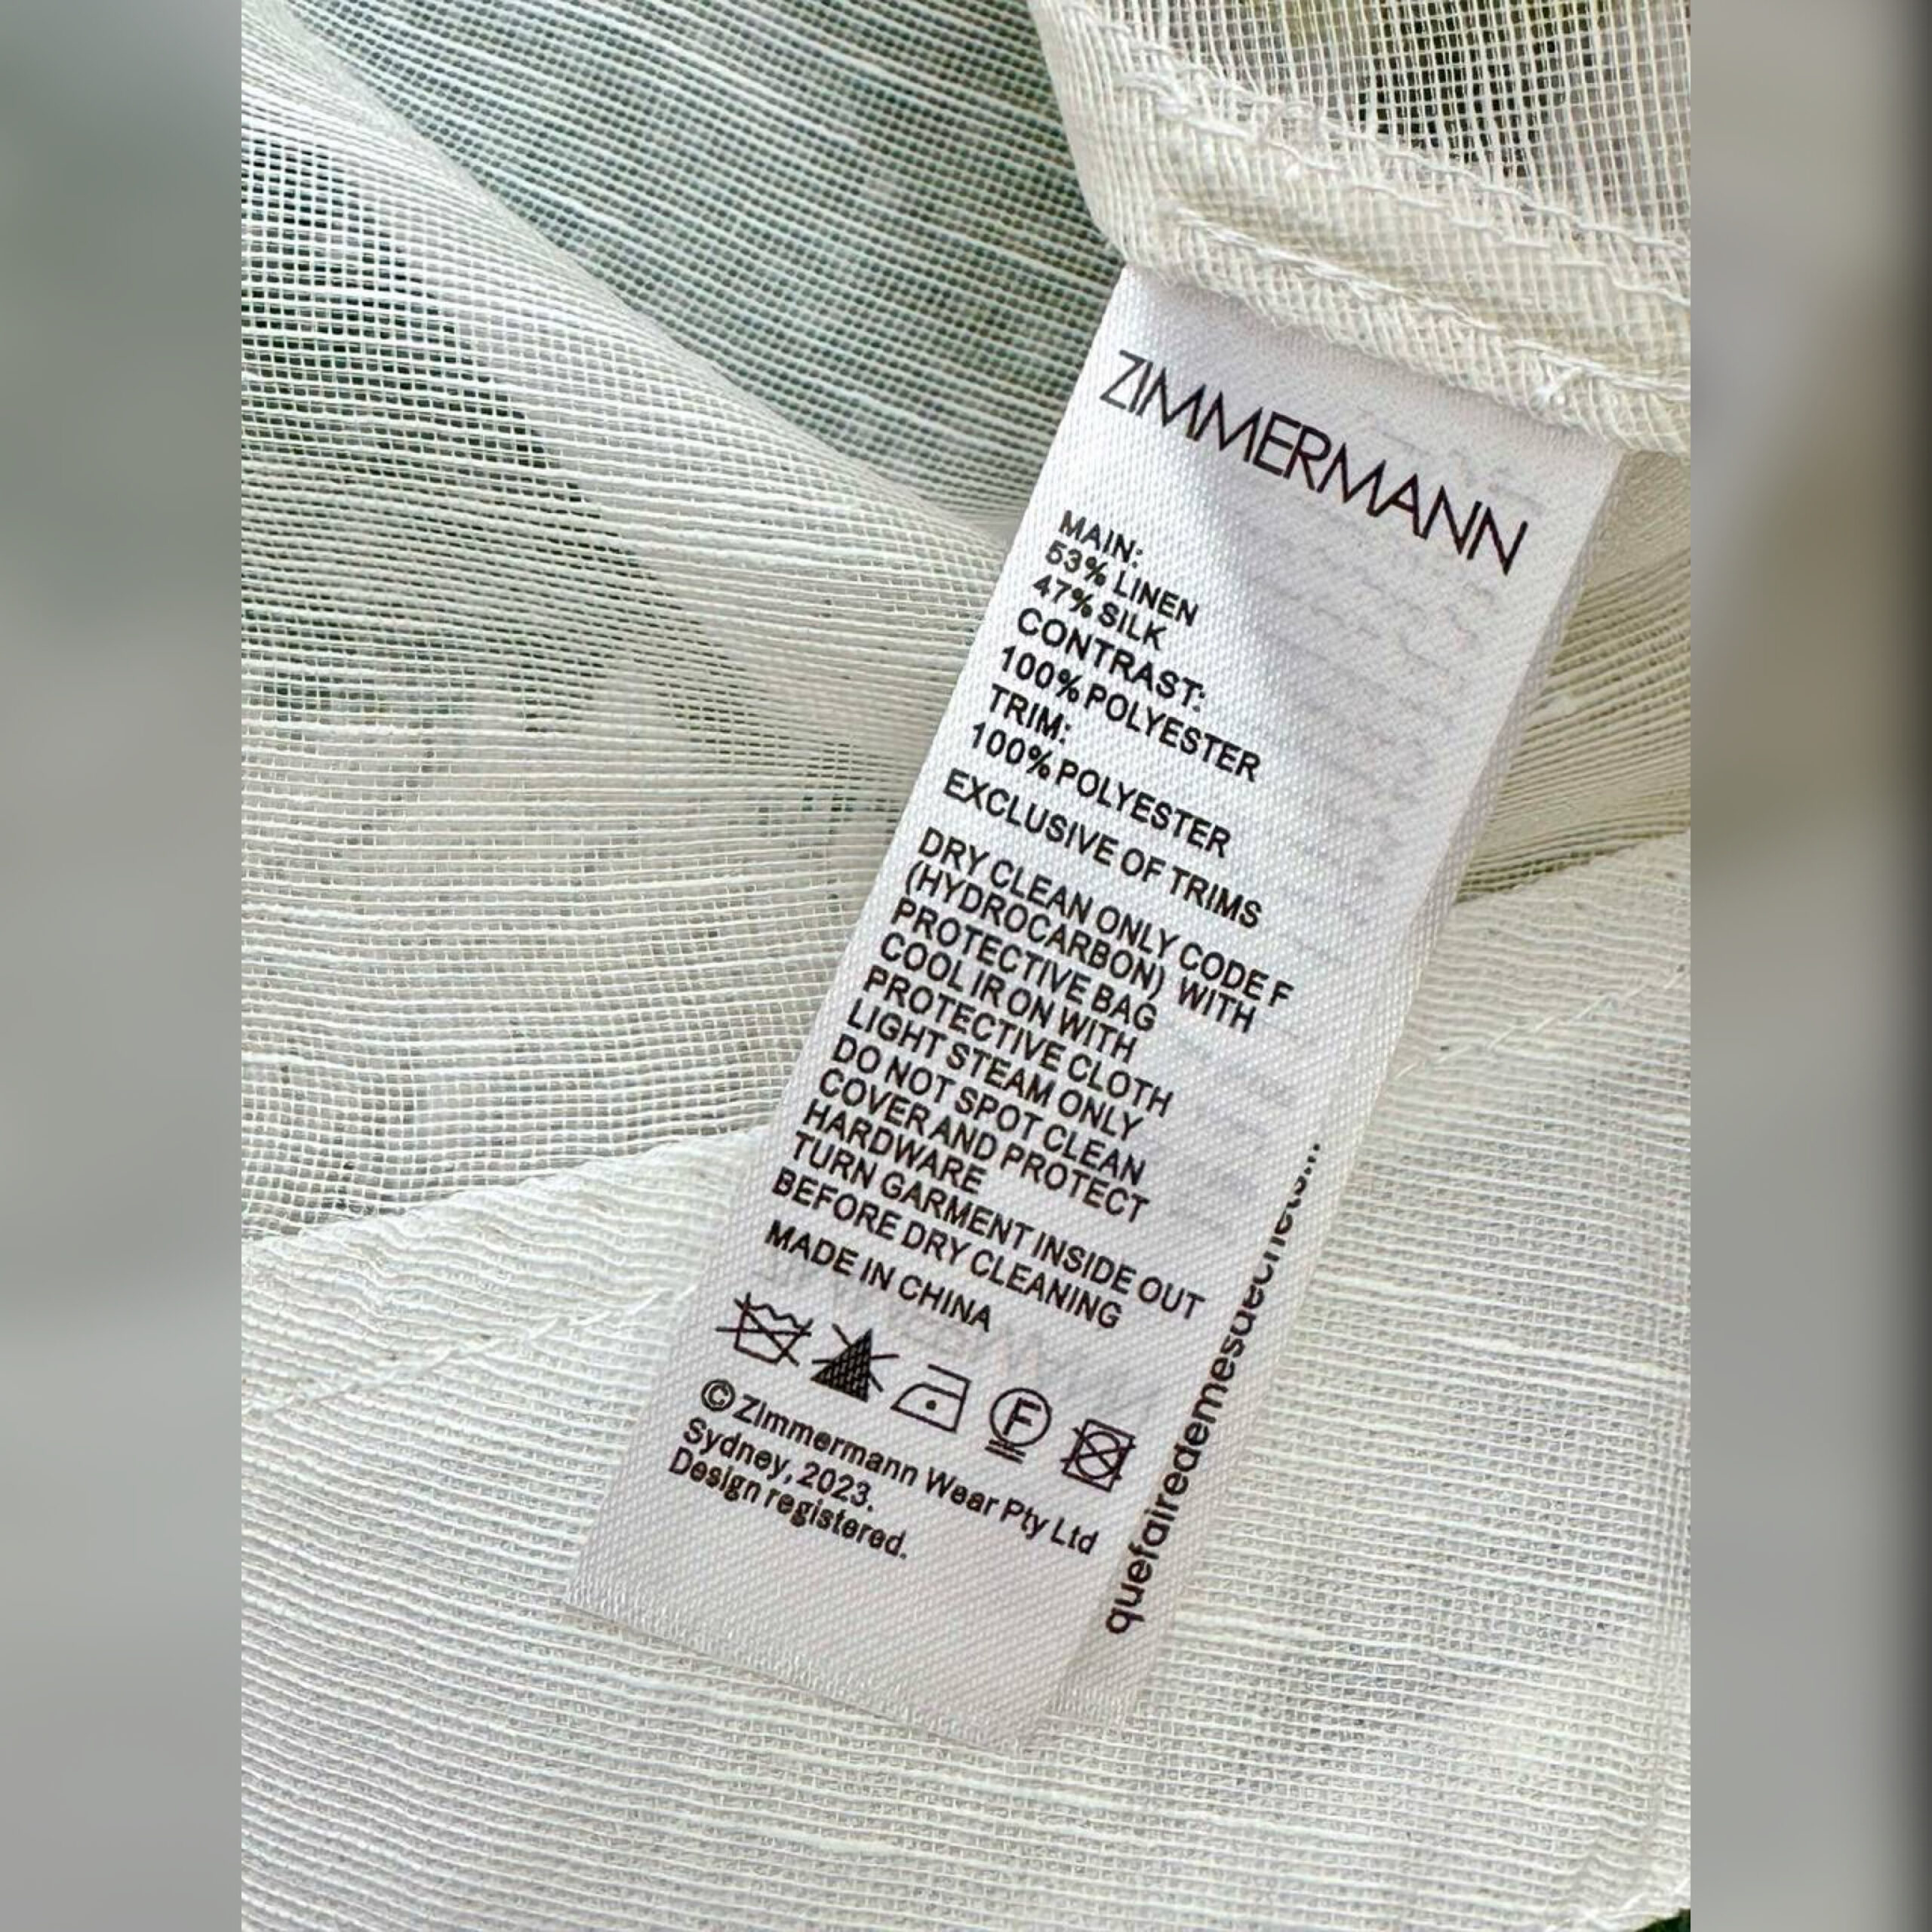 ZIMMERMANN
MAIN:
53% LINEN
47% SILK
CONTRAST:
100% POLYESTER
TRIM:
100% POLYESTER
EXCLUSIVE OF TRIMS
DRY CLEAN ONLY CODE F
(HYDROCARBON) WITH
PROTECTIVE BAG
COOL IRON WITH
PROTECTIVE CLOTH
LIGHT STEAM ONLY
DO NOT SPOT CLEAN
COVER AND PROTECT
HARDWARE
TURN GARMENT INSIDE OUT
BEFORE DRY CLEANING
MADE IN CHINA
F
© Zimmermann Wear Pty Ltd
Sydney, 2023.
Design registered.